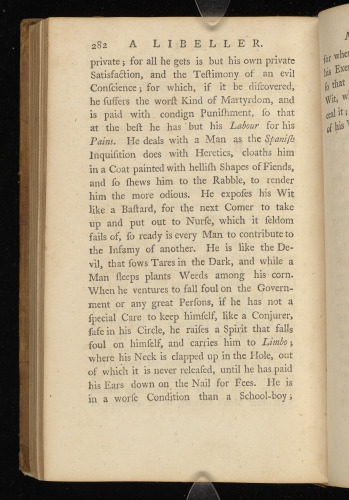 282 A LIBELLER.
private; for all he gets is but his own private
Satisfaction, and the Testimony of an evil
Conscience; for which, if it be discovered,
he suffers the worst Kind of Martyrdom, and
is paid with condign Punishment, so that
at the best he has but his Labour for his
Pains. He deals with a Man as the Spanish
Inquisition does with Heretics, cloaths him
in a Coat painted with hellish Shapes of Fiends,
and so shews him to the Rabble, to render
him the more odious. He exposes his Wit
like a Bastard, for the next Comer to take
up and put out to Nurse, which it seldom
fails of, so ready is every Man to contribute to
the Infamy of another. He is like the De-
vil, that sows Tares in the Dark, and while a
Man sleeps plants Weeds among his corn.
When he ventures to fall foul on the Govern-
ment or any great Persons, if he has not a
special Care to keep himself, like a Conjurer,
safe in his Circle, he raises a Spirit that falls
foul on himself, and carries him to Limbo;
where his Neck is clapped up in the Hole, out
of which it is never released, until he has paid
his Ears down on the Nail for Fees. He is
in a worse Condition than a School-boy;
for when
his Exer
so that
Wit, w
of his